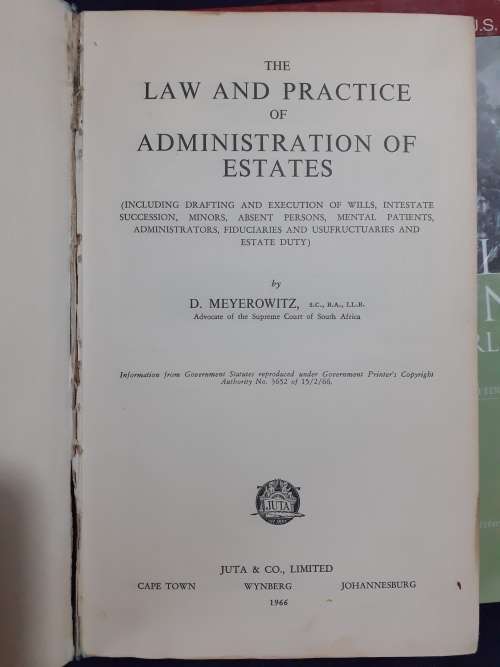 THE
LAW AND PRACTICE
OF
ADMINISTRATION OF
ESTATES
(INCLUDING DRAFTING AND EXECUTION OF WILLS, INTESTATE
SUCCESSION, MINORS, ABSENT PERSONS, MENTAL PATIENTS,
ADMINISTRATORS, FIDUCIARIES AND USUFRUCTUARIES AND
ESTATE DUTY)
by
D. MEYEROWITZ, S.C., B.A., LL.B.
Advocate of the Supreme Court of South Africa
Information from Government Statutes reproduced under Government Printer's Copyright
Authority No. 3652 of 15/2/66.
JUTA
JUTA & CO., LIMITED
CAPE TOWN WYNBERG JOHANNESBURG
1966